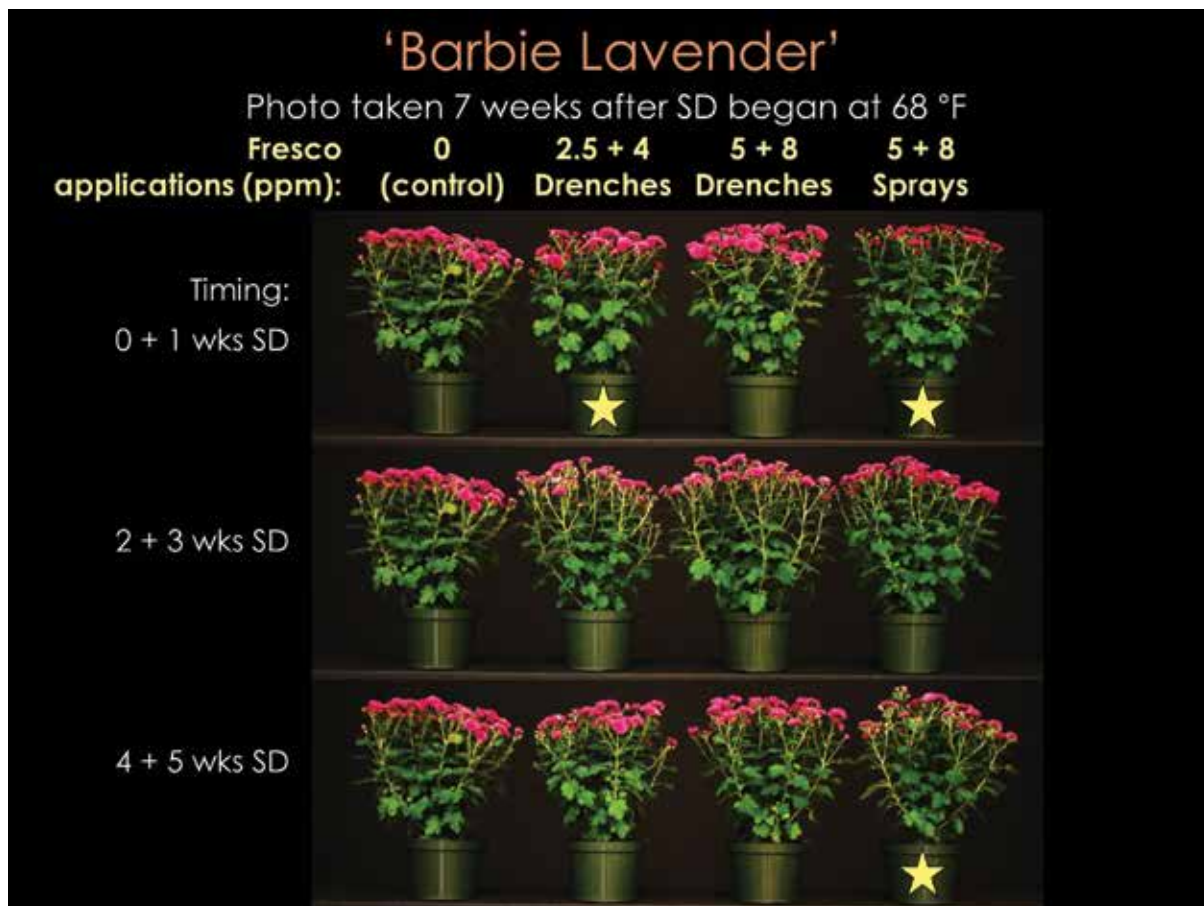 ‘Barbie Lavender’
Photo taken 7 weeks after SD began at 68 °F
Fresco 0 2.5 + 4 5 + 8 5 + 8
applications (ppm): (control) Drenches Drenches Sprays
Timing:
0 + 1 wks SD
2 + 3 wks SD
4 + 5 wks SD